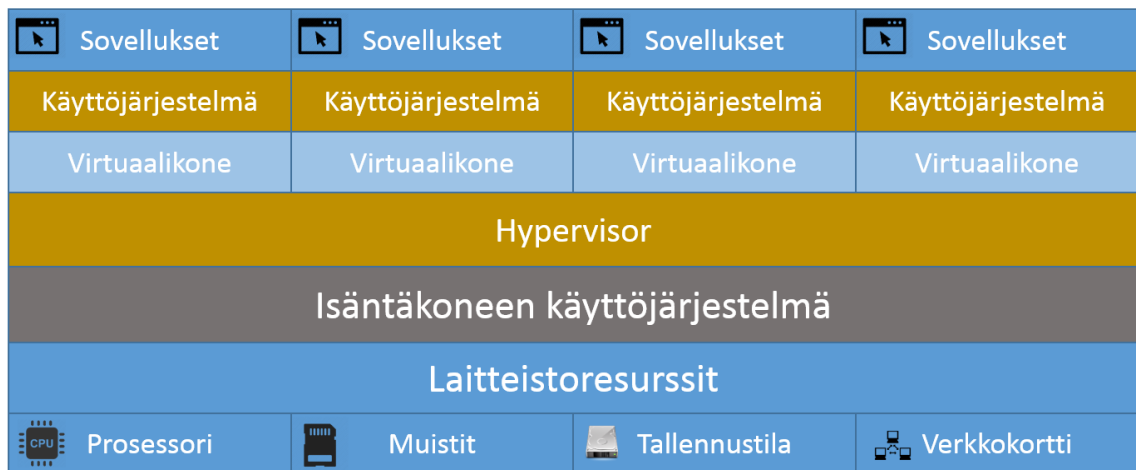 Sovellukset Sovellukset Sovellukset Sovellukset
Käyttöjärjestelmä Käyttöjärjestelmä Käyttöjärjestelmä Käyttöjärjestelmä
Virtuaalikone Virtuaalikone Virtuaalikone Virtuaalikone
Hypervisor
Isäntäkoneen käyttöjärjestelmä
Laitteistoresurssit
CPU Prosessori Muistit Tallennustila Verkkokortti